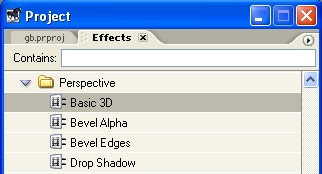 Project
gb.prproj Effects
Contains:
Perspective
Basic 3D
Bevel Alpha
Bevel Edges
Drop Shadow